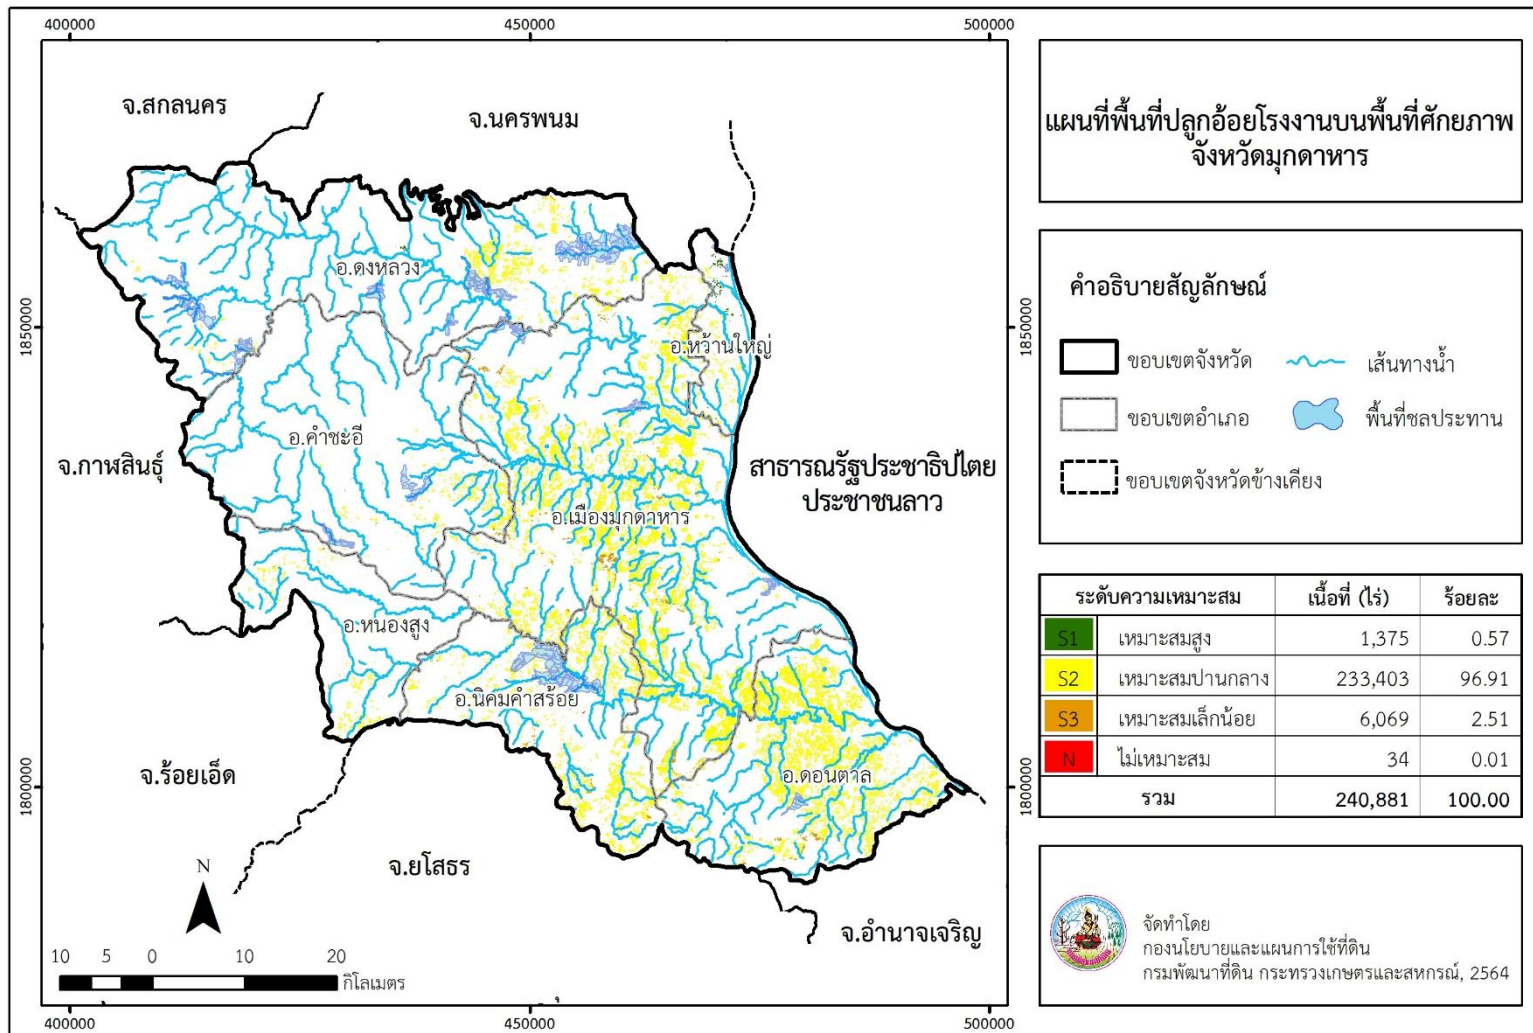 400000
450000
500000
จ.สกลนคร
จ.นครพนม
อ.ดงหลวง
1850000
1850000
อ.หว้านใหญ่
อ.คำชะอี
จ.กาฬสินธุ์
สาธารณรัฐประชาธิปไตย
ประชาชนลาว
อ.เมืองมุกดาหาร
อ.หนองสูง
อ.นิคมคำสร้อย
จ.ร้อยเอ็ด
อ.ดอนตาล
1800000
1800000
จ.ยโสธร
จ.อำนาจเจริญ
N
10 5 0 10 20
กิโลเมตร
400000
450000
500000
แผนที่พื้นที่ปลูกอ้อยโรงงานบนพื้นที่ศักยภาพ
จังหวัดมุกดาหาร
คำอธิบายสัญลักษณ์
ขอบเขตจังหวัด เส้นทางน้ำ
ขอบเขตอำเภอ พื้นที่ชลประทาน
ขอบเขตจังหวัดข้างเคียง
ระดับความเหมาะสม เนื้อที่ (ไร่) ร้อยละ
S1 เหมาะสมสูง 1,375 0.57
S2 เหมาะสมปานกลาง 233,403 96.91
S3 เหมาะสมเล็กน้อย 6,069 2.51
N ไม่เหมาะสม 34 0.01
รวม 240,881 100.00
จัดทำโดย
กองนโยบายและแผนการใช้ที่ดิน
กรมพัฒนาที่ดิน กระทรวงเกษตรและสหกรณ์, 2564